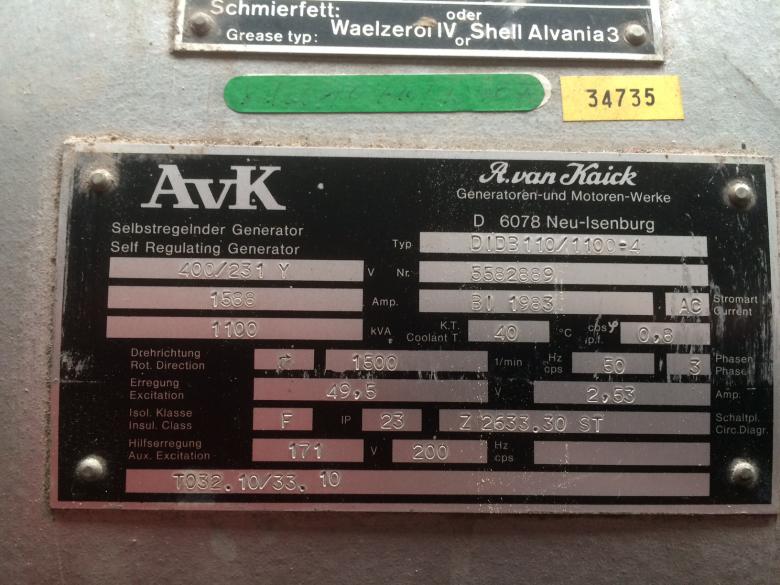 Schmierfett: oder
Grease typ: Waelzerol IV or Shell Alvania 3
34735
AvK A. van Kaick
Generatoren-und Motoren-Werke
D 6078 Neu-Isenburg
Selbstregelnder Generator
Self Regulating Generator
Typ DIDB110/1100-4
400/231 Y V Nr. 5582889
1588 Amp. BI 1983 AC Stromart Current
1100 kVA K.T. Coolant T. 40 °C cosφ p.f. 0,8
Drehrichtung Rot. Direction 1500 1/min Hz cps 50 3 Phasen Phase
Erregung Excitation 49,5 V 2,53 Amp.
Isol. Klasse Insul. Class F IP 23 Z 2633.30 ST Schaltpl. Circ.Diagr.
Hilfserregung Aux. Excitation 171 V 200 Hz cps
T032.10/33.10